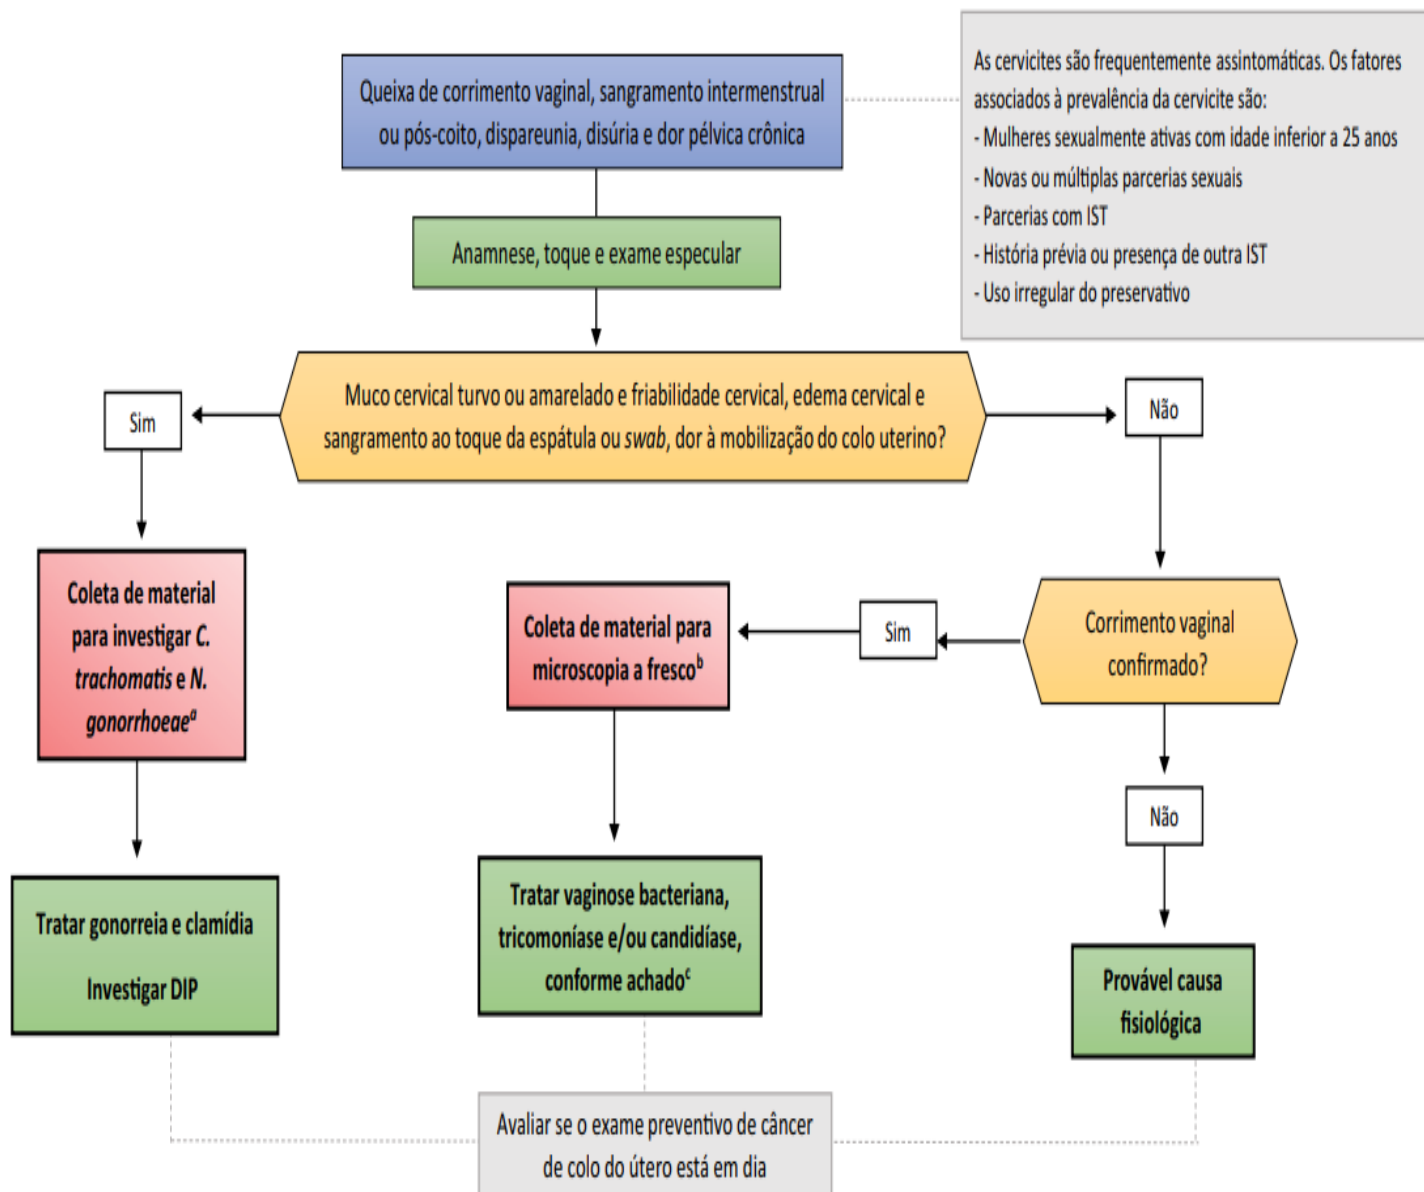 Queixa de corrimento vaginal, sangramento intermenstrual
ou pós-coito, dispareunia, disúria e dor pélvica crônica
As cervicites são frequentemente assintomáticas. Os fatores
associados à prevalência da cervicite são:
- Mulheres sexualmente ativas com idade inferior a 25 anos
- Novas ou múltiplas parcerias sexuais
- Parcerias com IST
- História prévia ou presença de outra IST
- Uso irregular do preservativo
Anamnese, toque e exame especular
Muco cervical turvo ou amarelado e friabilidade cervical, edema cervical e
sangramento ao toque da espátula ou swab, dor à mobilização do colo uterino?
Sim
Não
Coleta de material
para investigar C.
trachomatis e N.
gonorrhoeaeᵃ
Coleta de material para
microscopia a frescoᵇ
Sim
Corrimento vaginal
confirmado?
Não
Tratar gonorreia e clamídia
Investigar DIP
Tratar vaginose bacteriana,
tricomoníase e/ou candidíase,
conforme achadoᶜ
Provável causa
fisiológica
Avaliar se o exame preventivo de câncer
de colo do útero está em dia